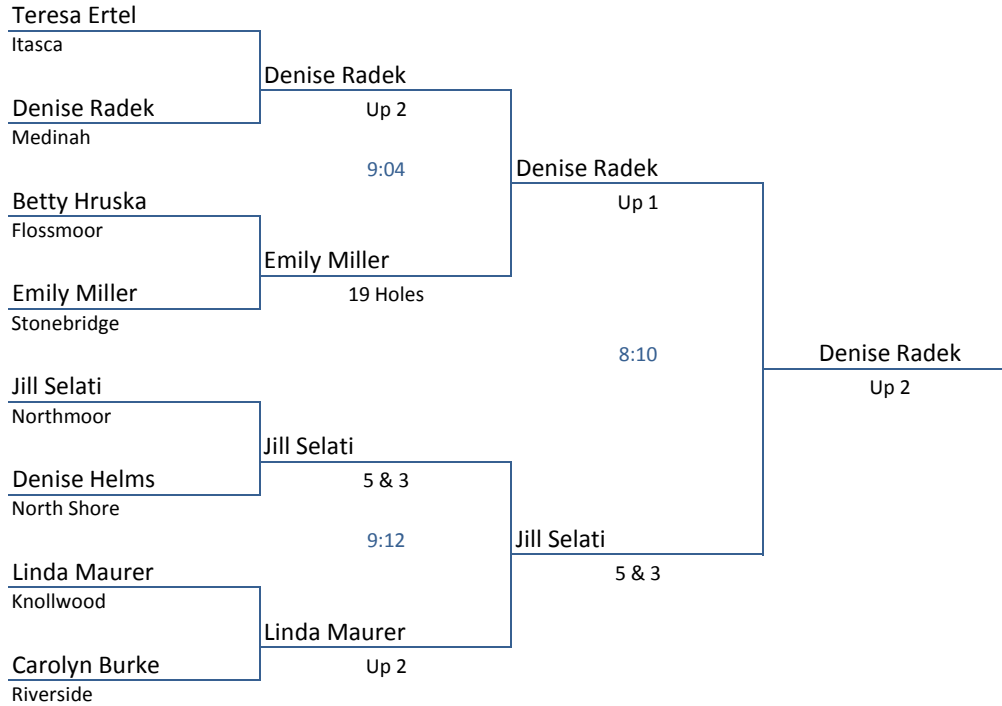 Teresa Ertel
Itasca
Denise Radek
Up 2
Denise Radek
Medinah
9:04
Denise Radek
Up 1
Betty Hruska
Flossmoor
Emily Miller
19 Holes
Emily Miller
Stonebridge
8:10
Denise Radek
Up 2
Jill Selati
Northmoor
Jill Selati
5 & 3
Denise Helms
North Shore
9:12
Jill Selati
5 & 3
Linda Maurer
Knollwood
Linda Maurer
Up 2
Carolyn Burke
Riverside